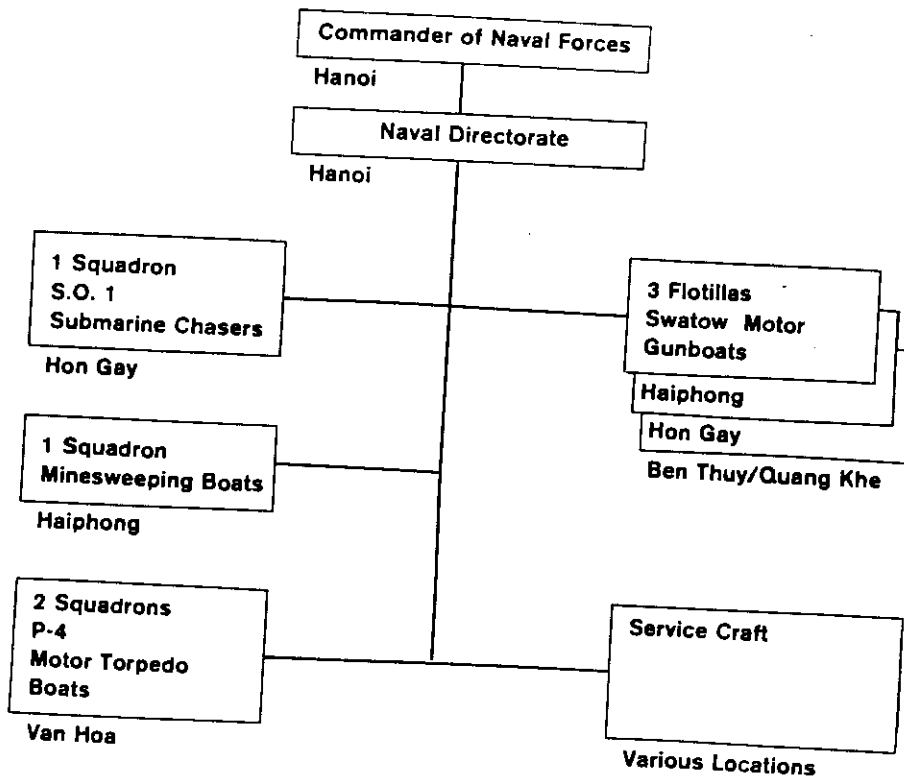 Commander of Naval Forces
Hanoi
Naval Directorate
Hanoi
1 Squadron
S.O. 1
Submarine Chasers
Hon Gay
3 Flotillas
Swatow Motor
Gunboats
Haiphong
Hon Gay
Ben Thuy/Quang Khe
1 Squadron
Minesweeping Boats
Haiphong
2 Squadrons
P-4
Motor Torpedo
Boats
Van Hoa
Service Craft
Various Locations